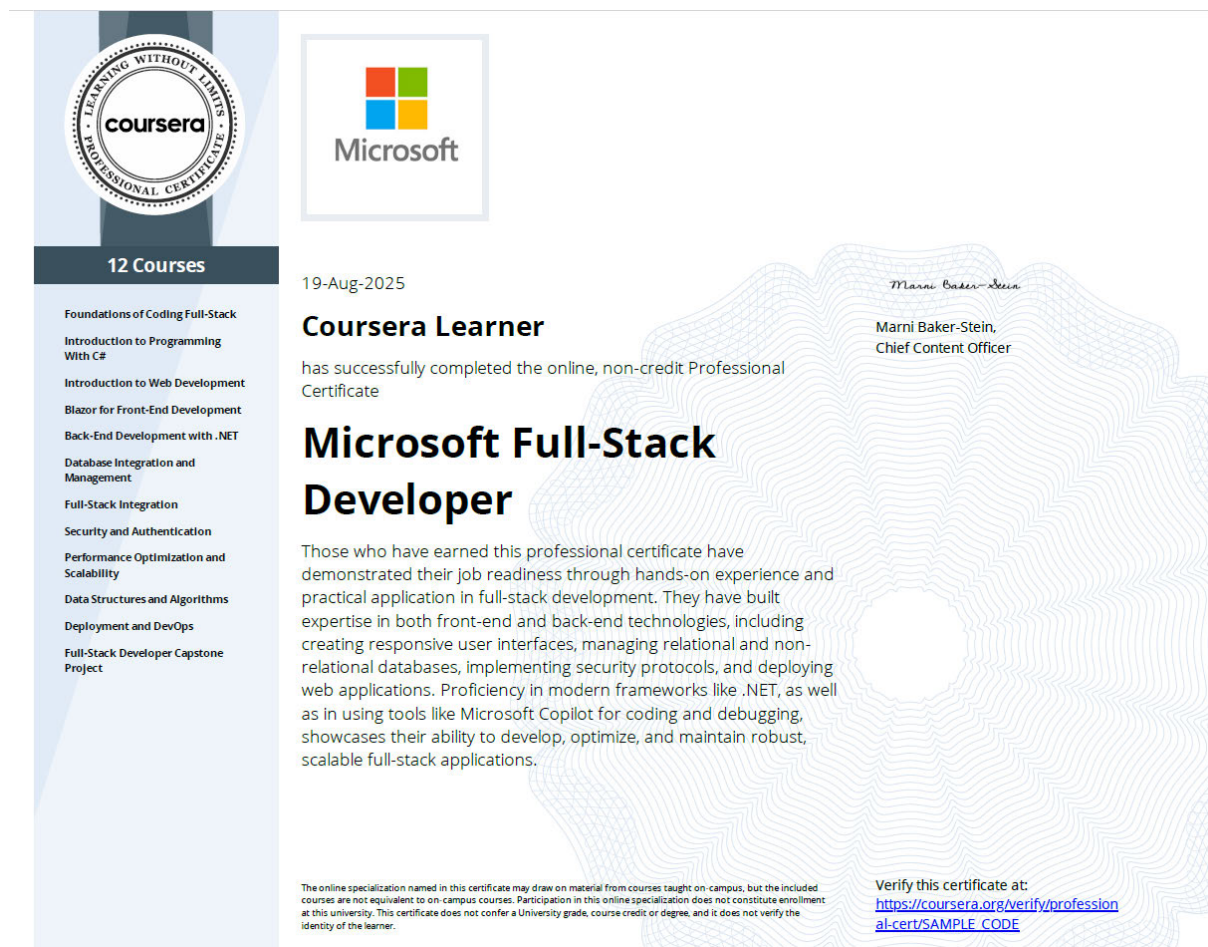 LEARNING WITHOUT LIMITS
coursera
PROFESSIONAL CERTIFICATE
Microsoft
12 Courses
Foundations of Coding Full-Stack
Introduction to Programming
With C#
Introduction to Web Development
Blazor for Front-End Development
Back-End Development with .NET
Database Integration and
Management
Full-Stack Integration
Security and Authentication
Performance Optimization and
Scalability
Data Structures and Algorithms
Deployment and DevOps
Full-Stack Developer Capstone
Project
19-Aug-2025
Coursera Learner
has successfully completed the online, non-credit Professional
Certificate
Microsoft Full-Stack
Developer
Those who have earned this professional certificate have
demonstrated their job readiness through hands-on experience and
practical application in full-stack development. They have built
expertise in both front-end and back-end technologies, including
creating responsive user interfaces, managing relational and non-
relational databases, implementing security protocols, and deploying
web applications. Proficiency in modern frameworks like .NET, as well
as in using tools like Microsoft Copilot for coding and debugging,
showcases their ability to develop, optimize, and maintain robust,
scalable full-stack applications.
Marni Baker-Stein
Marni Baker-Stein,
Chief Content Officer
The online specialization named in this certificate may draw on material from courses taught on-campus, but the included
courses are not equivalent to on-campus courses. Participation in this online specialization does not constitute enrollment
at this university. This certificate does not confer a University grade, course credit or degree, and it does not verify the
identity of the learner.
Verify this certificate at:
https://coursera.org/verify/profession
al-cert/SAMPLE_CODE